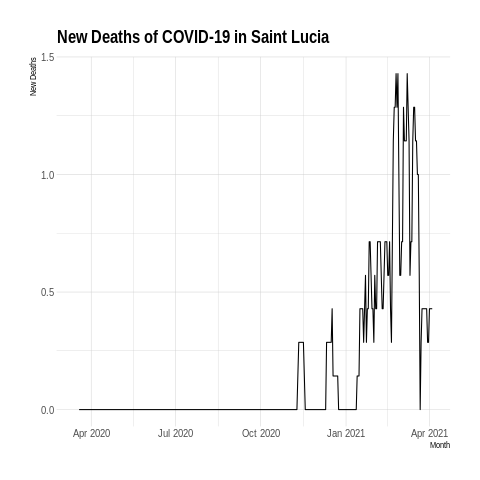 New Deaths of COVID-19 in Saint Lucia
New Deaths
1.5
1.0
0.5
0.0
Apr 2020 Jul 2020 Oct 2020 Jan 2021 Apr 2021
Month